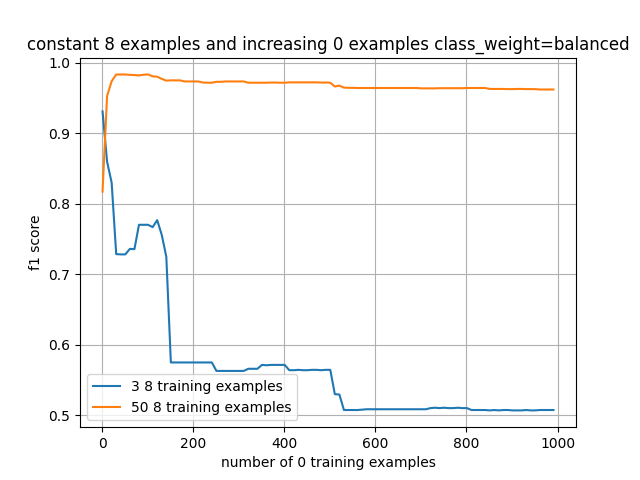 constant 8 examples and increasing 0 examples class_weight=balanced
1.0
0.9
0.8
0.7
0.6
0.5
f1 score
3 8 training examples
50 8 training examples
0 200 400 600 800 1000
number of 0 training examples